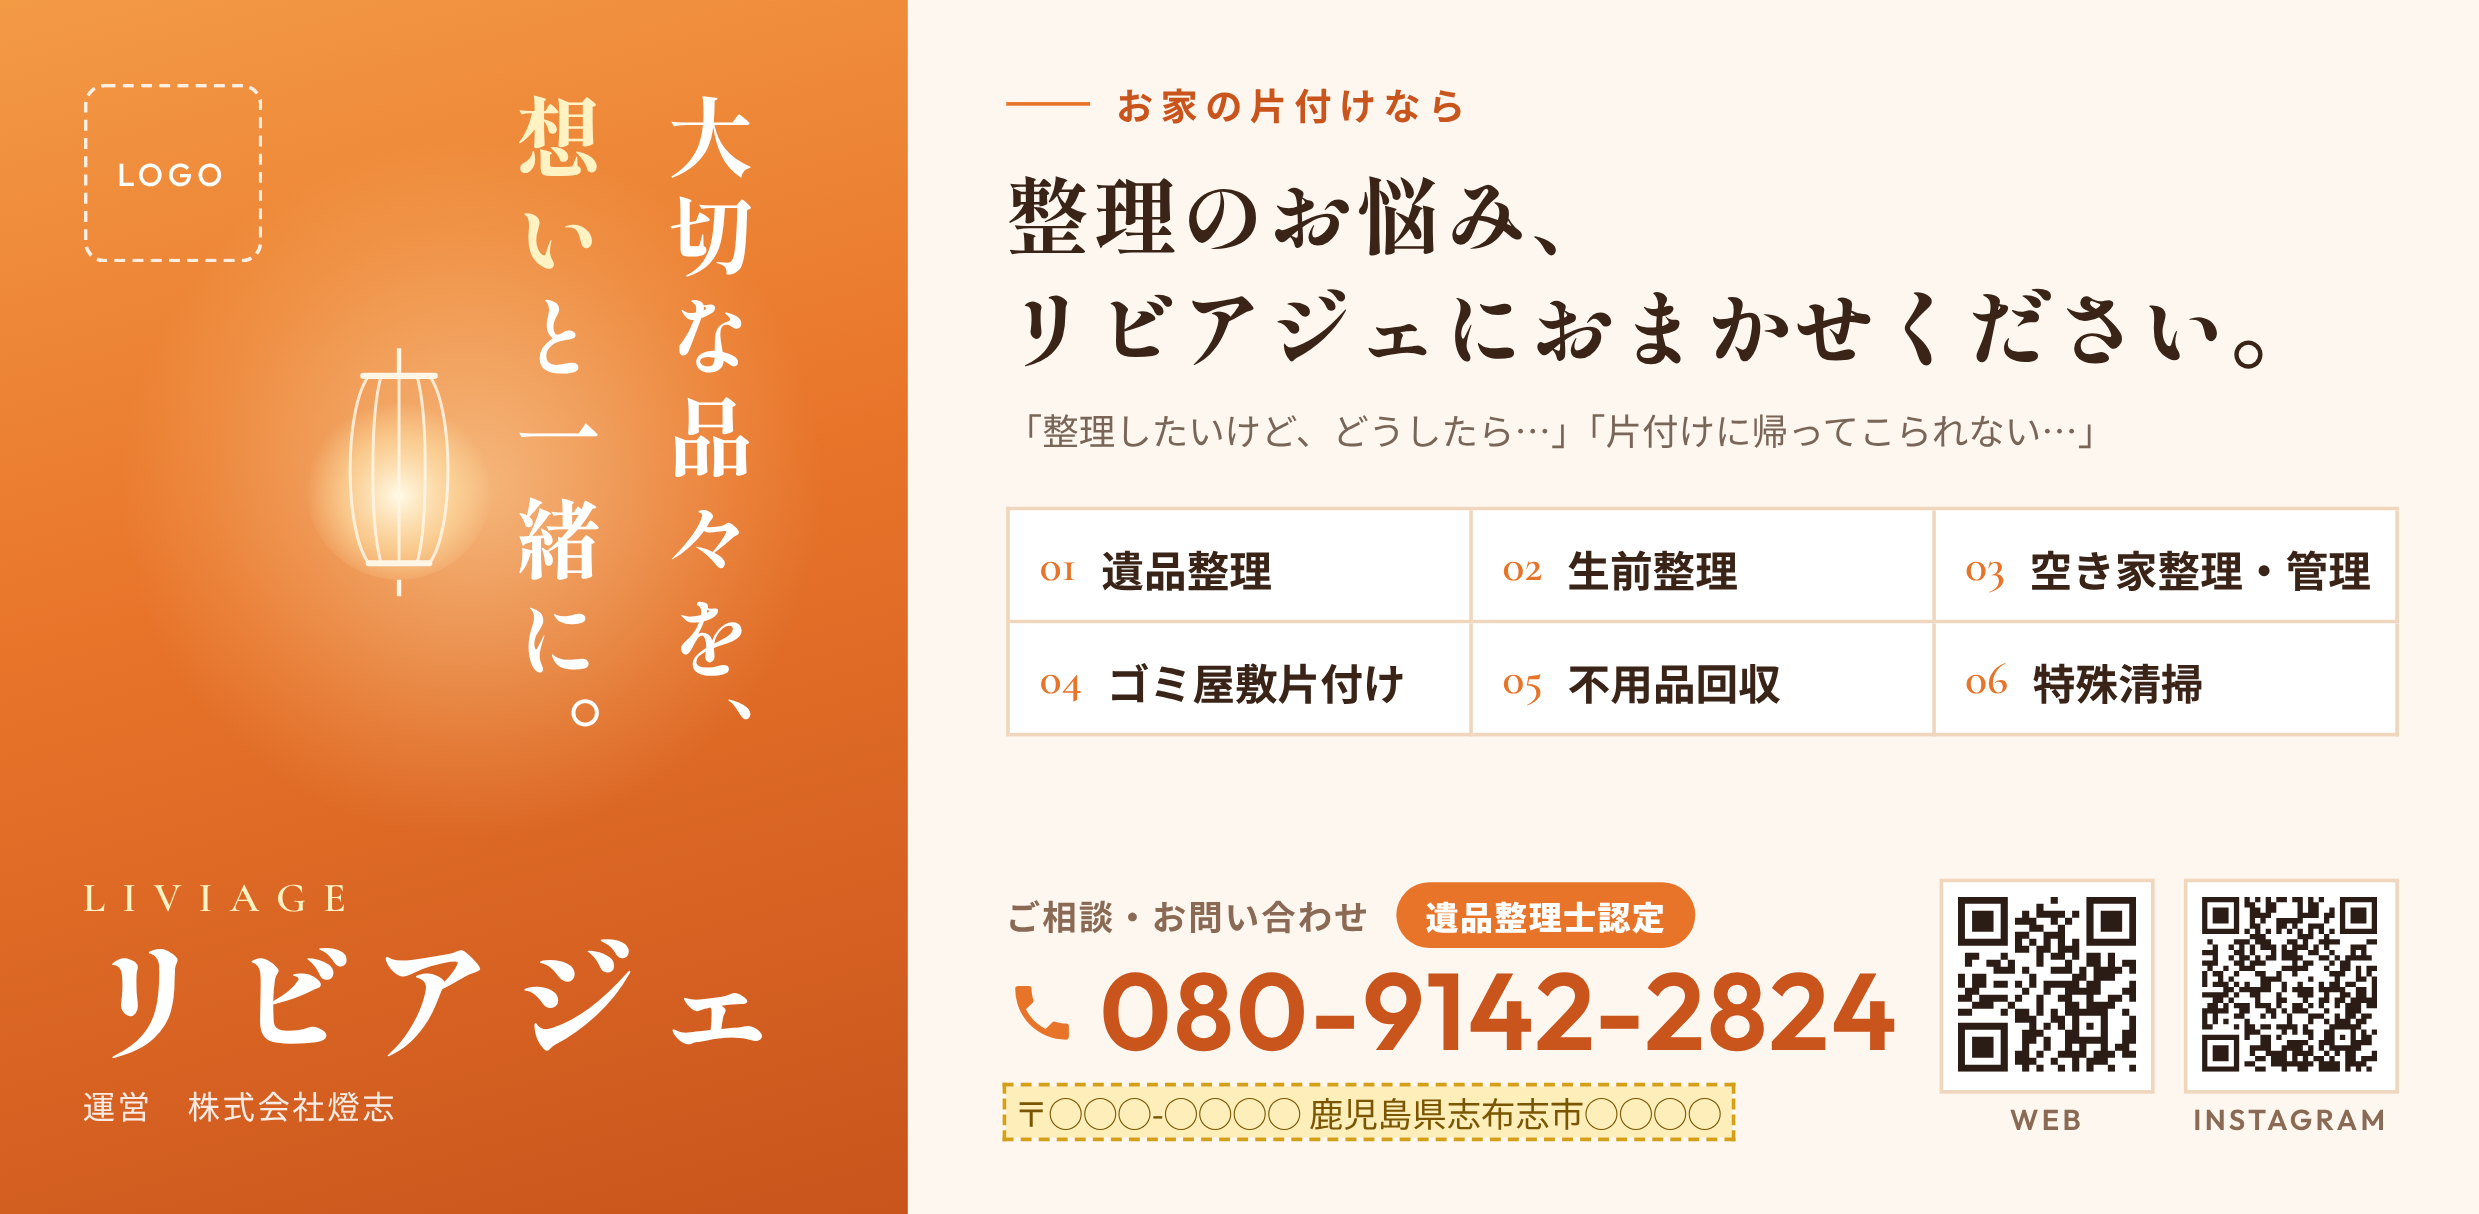 LOGO
大切な品々を、
想いと一緒に。
LIVIAGE
リビアジェ
運営　株式会社燈志
お家の片付けなら
整理のお悩み、
リビアジェにおまかせください。
「整理したいけど、どうしたら…」「片付けに帰ってこられない…」
01 遺品整理
02 生前整理
03 空き家整理・管理
04 ゴミ屋敷片付け
05 不用品回収
06 特殊清掃
ご相談・お問い合わせ
遺品整理士認定
080-9142-2824
〒〇〇〇-〇〇〇〇 鹿児島県志布志市〇〇〇〇
WEB
INSTAGRAM